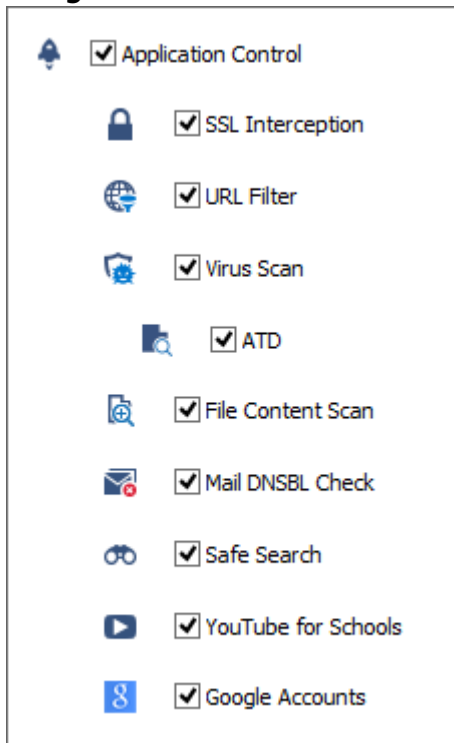 Application Control
SSL Interception
URL Filter
Virus Scan
ATD
File Content Scan
Mail DNSBL Check
Safe Search
YouTube for Schools
8 Google Accounts